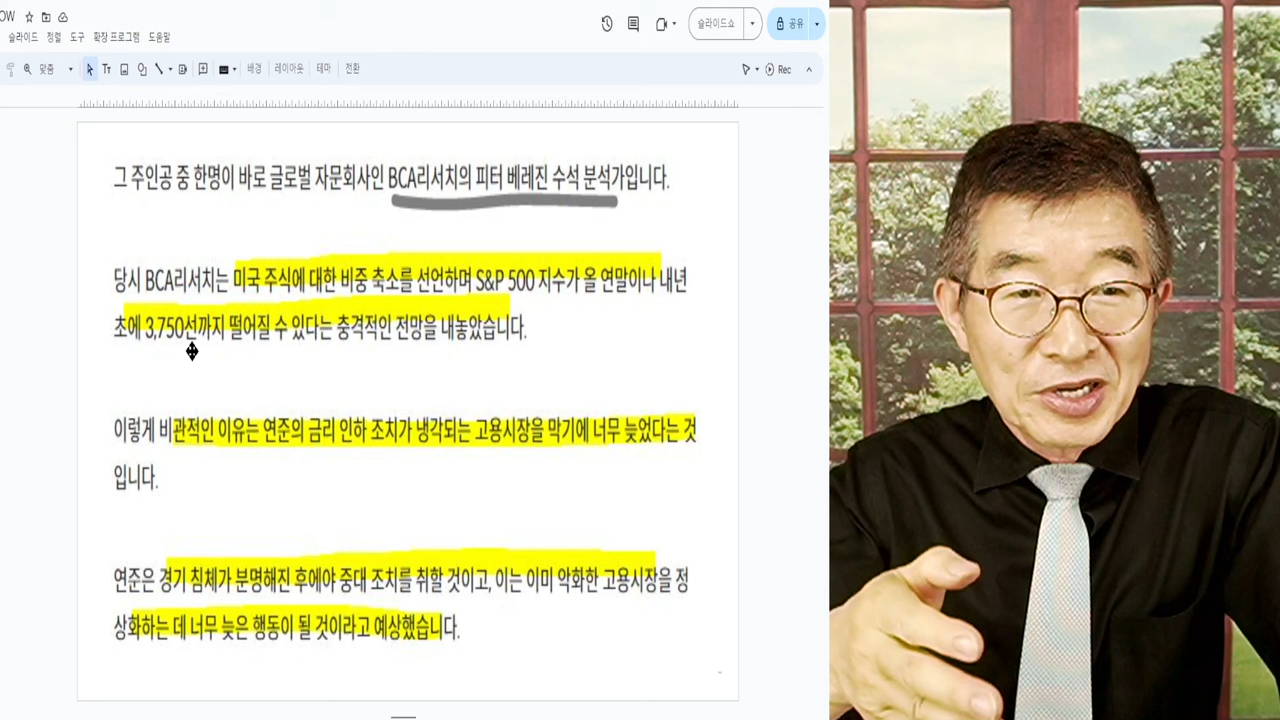 OW
슬라이드 정렬 도구 확장 프로그램 도움말
슬라이드쇼
공유
맞춤
Tт
배경 레이아웃 테마 전환
Rec
그 주인공 중 한명이 바로 글로벌 자문회사인 BCA리서치의 피터 베레진 수석 분석가입니다.
당시 BCA리서치는 미국 주식에 대한 비중 축소를 선언하며 S&P 500 지수가 올 연말이나 내년
초에 3,750선까지 떨어질 수 있다는 충격적인 전망을 내놓았습니다.
이렇게 비관적인 이유는 연준의 금리 인하 조치가 냉각되는 고용시장을 막기에 너무 늦었다는 것
입니다.
연준은 경기 침체가 분명해진 후에야 중대 조치를 취할 것이고, 이는 이미 악화한 고용시장을 정
상화하는 데 너무 늦은 행동이 될 것이라고 예상했습니다.